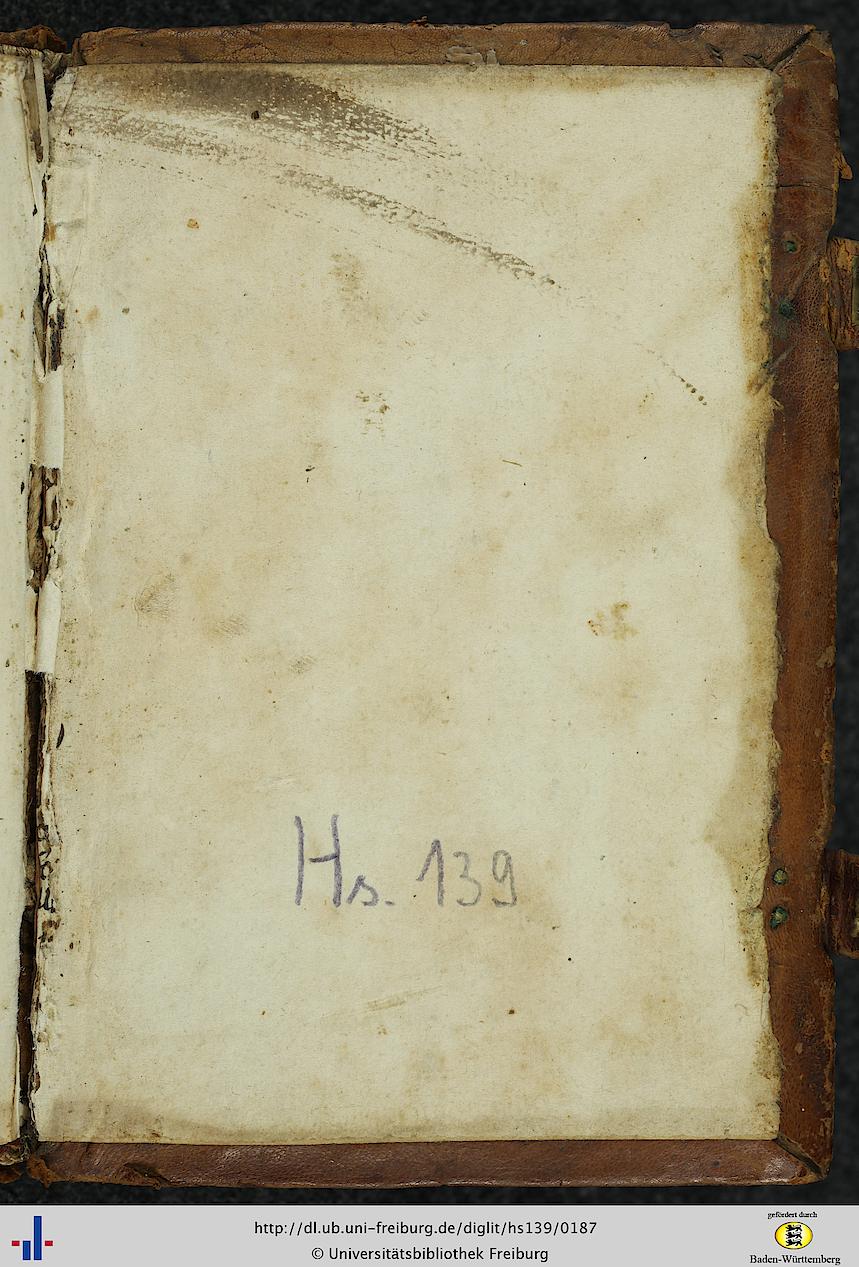 Hs. 139
http://dl.ub.uni-freiburg.de/diglit/hs139/0187
© Universitätsbibliothek Freiburg
gefördert durch
Baden-Württemberg